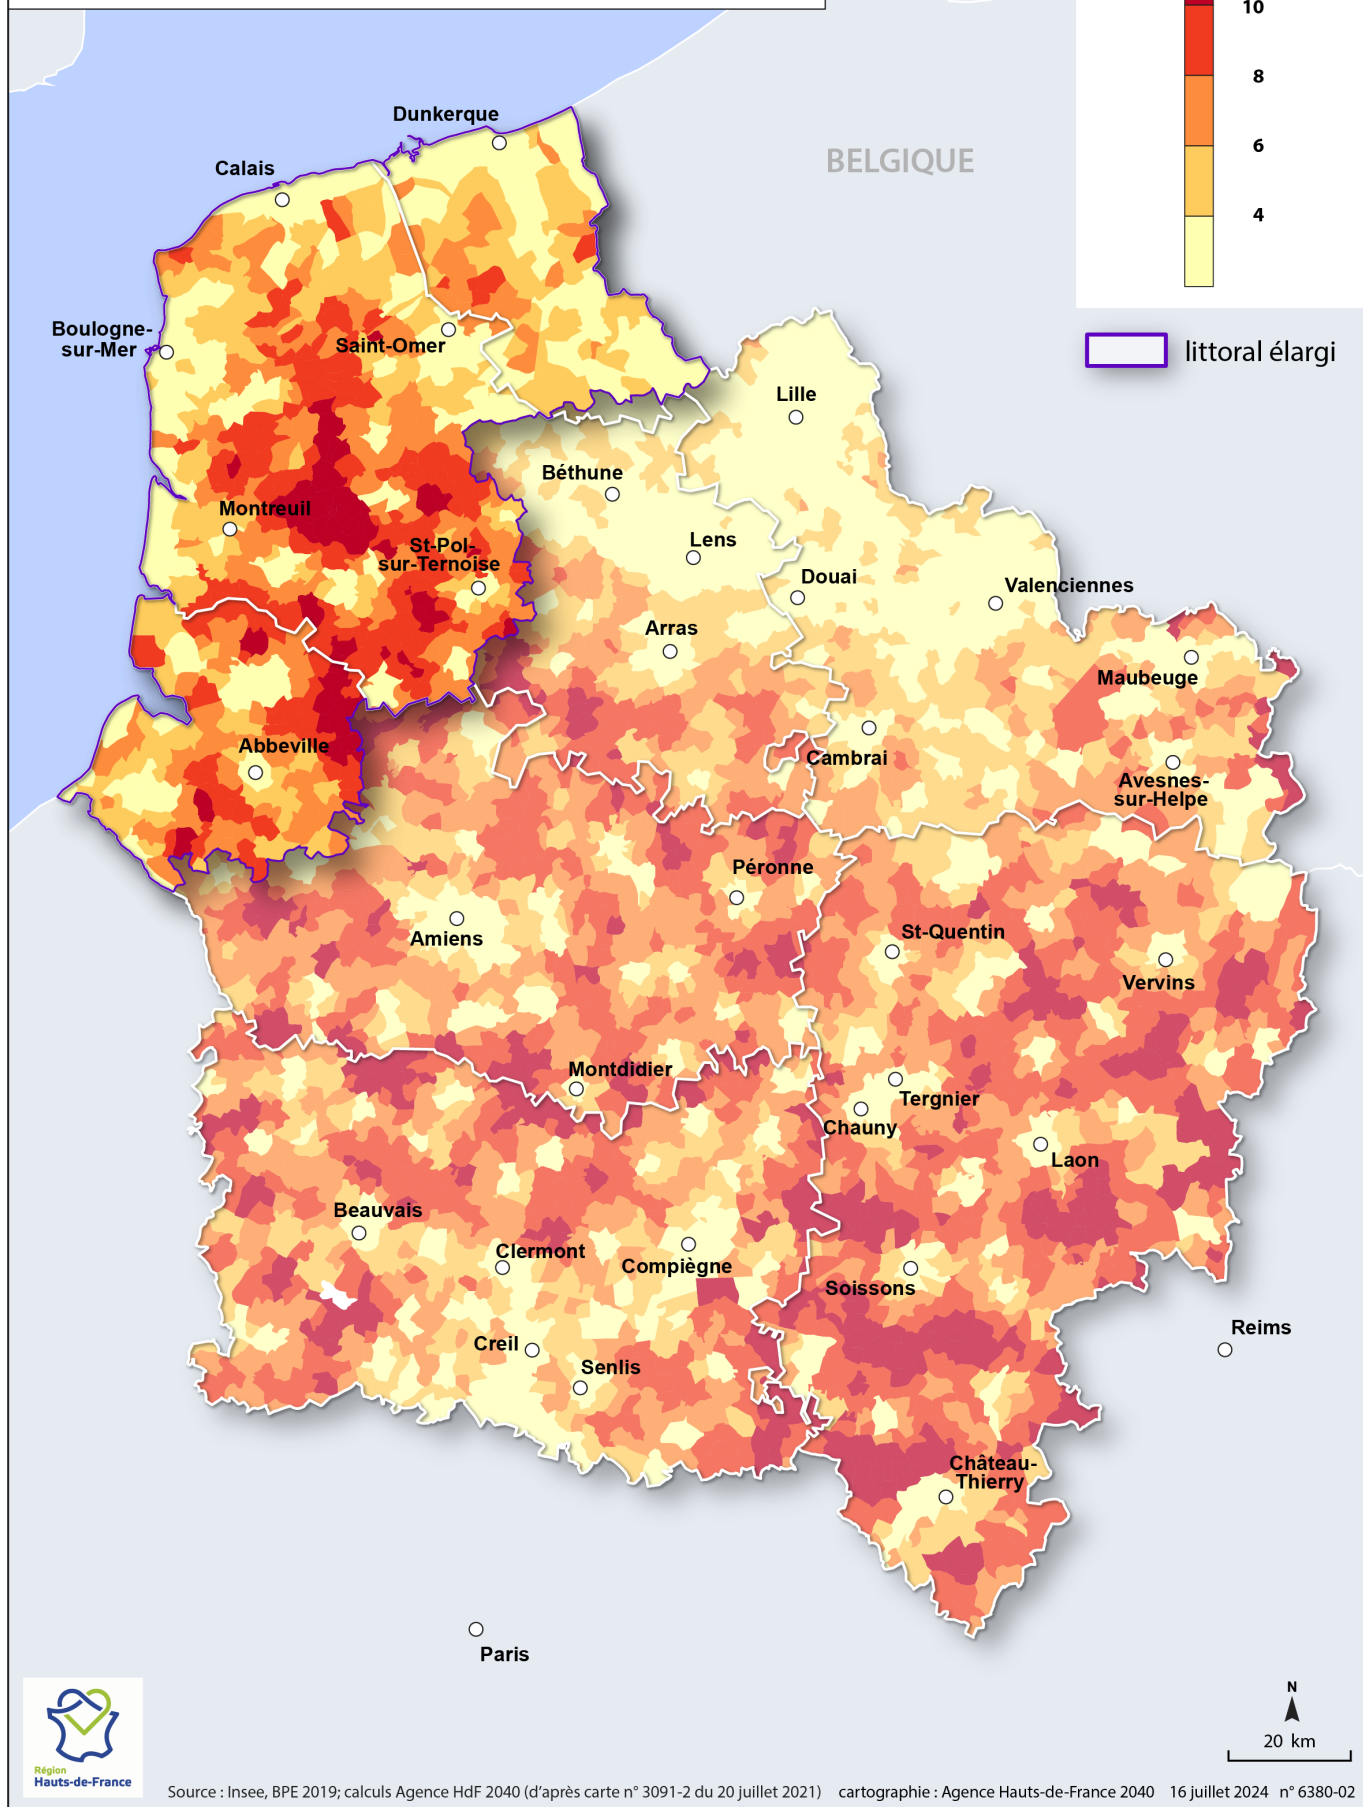 10
8
6
4
littoral élargi
BELGIQUE
Dunkerque
Calais
Boulogne-
sur-Mer
Saint-Omer
Lille
Béthune
Montreuil
Lens
St-Pol-
sur-Ternoise
Douai
Valenciennes
Arras
Maubeuge
Abbeville
Cambrai
Avesnes-
sur-Helpe
Péronne
Amiens
St-Quentin
Vervins
Montdidier
Tergnier
Chauny
Laon
Beauvais
Clermont
Compiègne
Soissons
Reims
Creil
Senlis
Château-
Thierry
Paris
N
20 km
Région
Hauts-de-France
Source : Insee, BPE 2019; calculs Agence HdF 2040 (d'après carte n° 3091-2 du 20 juillet 2021) cartographie : Agence Hauts-de-France 2040 16 juillet 2024 n° 6380-02